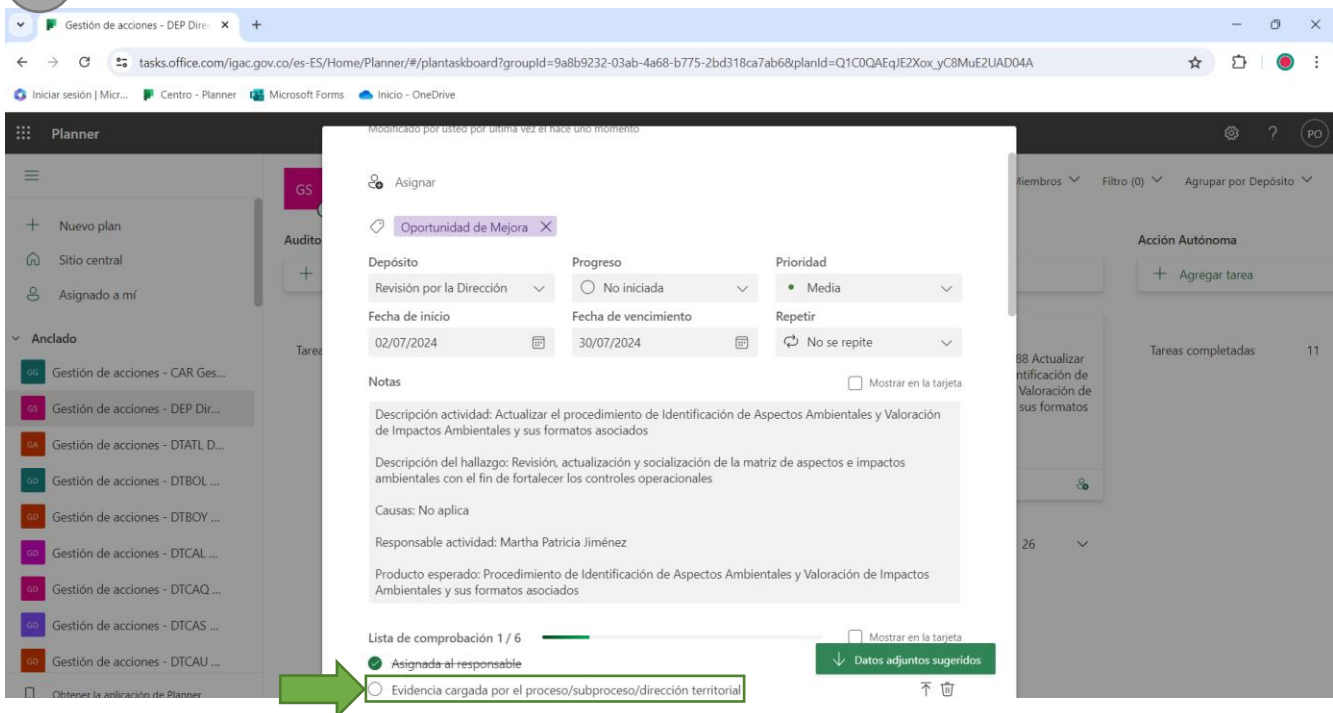 Gestión de acciones - DEP Direc
tasks.office.com/igac.gov.co/es-ES/Home/Planner/#/plantaskboard?groupId=9a8b9232-03ab-4a68-b775-2bd318ca7ab6&planId=Q1C0QAEqJE2Xox_yC8MuE2UAD04A
Iniciar sesión | Micr... Centro - Planner Microsoft Forms Inicio - OneDrive
Planner
? PO
Modificado por usted por última vez el hace uno momento
Asignar
GS
Miembros Filtro (0) Agrupar por Depósito
Nuevo plan
Oportunidad de Mejora
Sitio central
Audito
Acción Autónoma
Depósito Progreso Prioridad
Agregar tarea
Asignado a mí
Revisión por la Dirección No iniciada Media
Fecha de inicio Fecha de vencimiento Repetir
Anclado
02/07/2024 30/07/2024 No se repite
Tarea
Tareas completadas 11
GG Gestión de acciones - CAR Ges...
Notas Mostrar en la tarjeta
88 Actualizar
ntificación de
Valoración de
sus formatos
GS Gestión de acciones - DEP Dir...
Descripción actividad: Actualizar el procedimiento de Identificación de Aspectos Ambientales y Valoración
de Impactos Ambientales y sus formatos asociados
GA Gestión de acciones - DTATL D...
Descripción del hallazgo: Revisión, actualización y socialización de la matriz de aspectos e impactos
ambientales con el fin de fortalecer los controles operacionales
GD Gestión de acciones - DTBOL ...
Causas: No aplica
GD Gestión de acciones - DTBOY ...
Responsable actividad: Martha Patricia Jiménez
26
GD Gestión de acciones - DTCAL ...
Producto esperado: Procedimiento de Identificación de Aspectos Ambientales y Valoración de Impactos
Ambientales y sus formatos asociados
GD Gestión de acciones - DTCAQ ...
GD Gestión de acciones - DTCAS ...
Lista de comprobación 1 / 6 Mostrar en la tarjeta
GD Gestión de acciones - DTCAU ...
Asignada al responsable
Datos adjuntos sugeridos
Evidencia cargada por el proceso/subproceso/dirección territorial
Obtener la aplicación de Planner